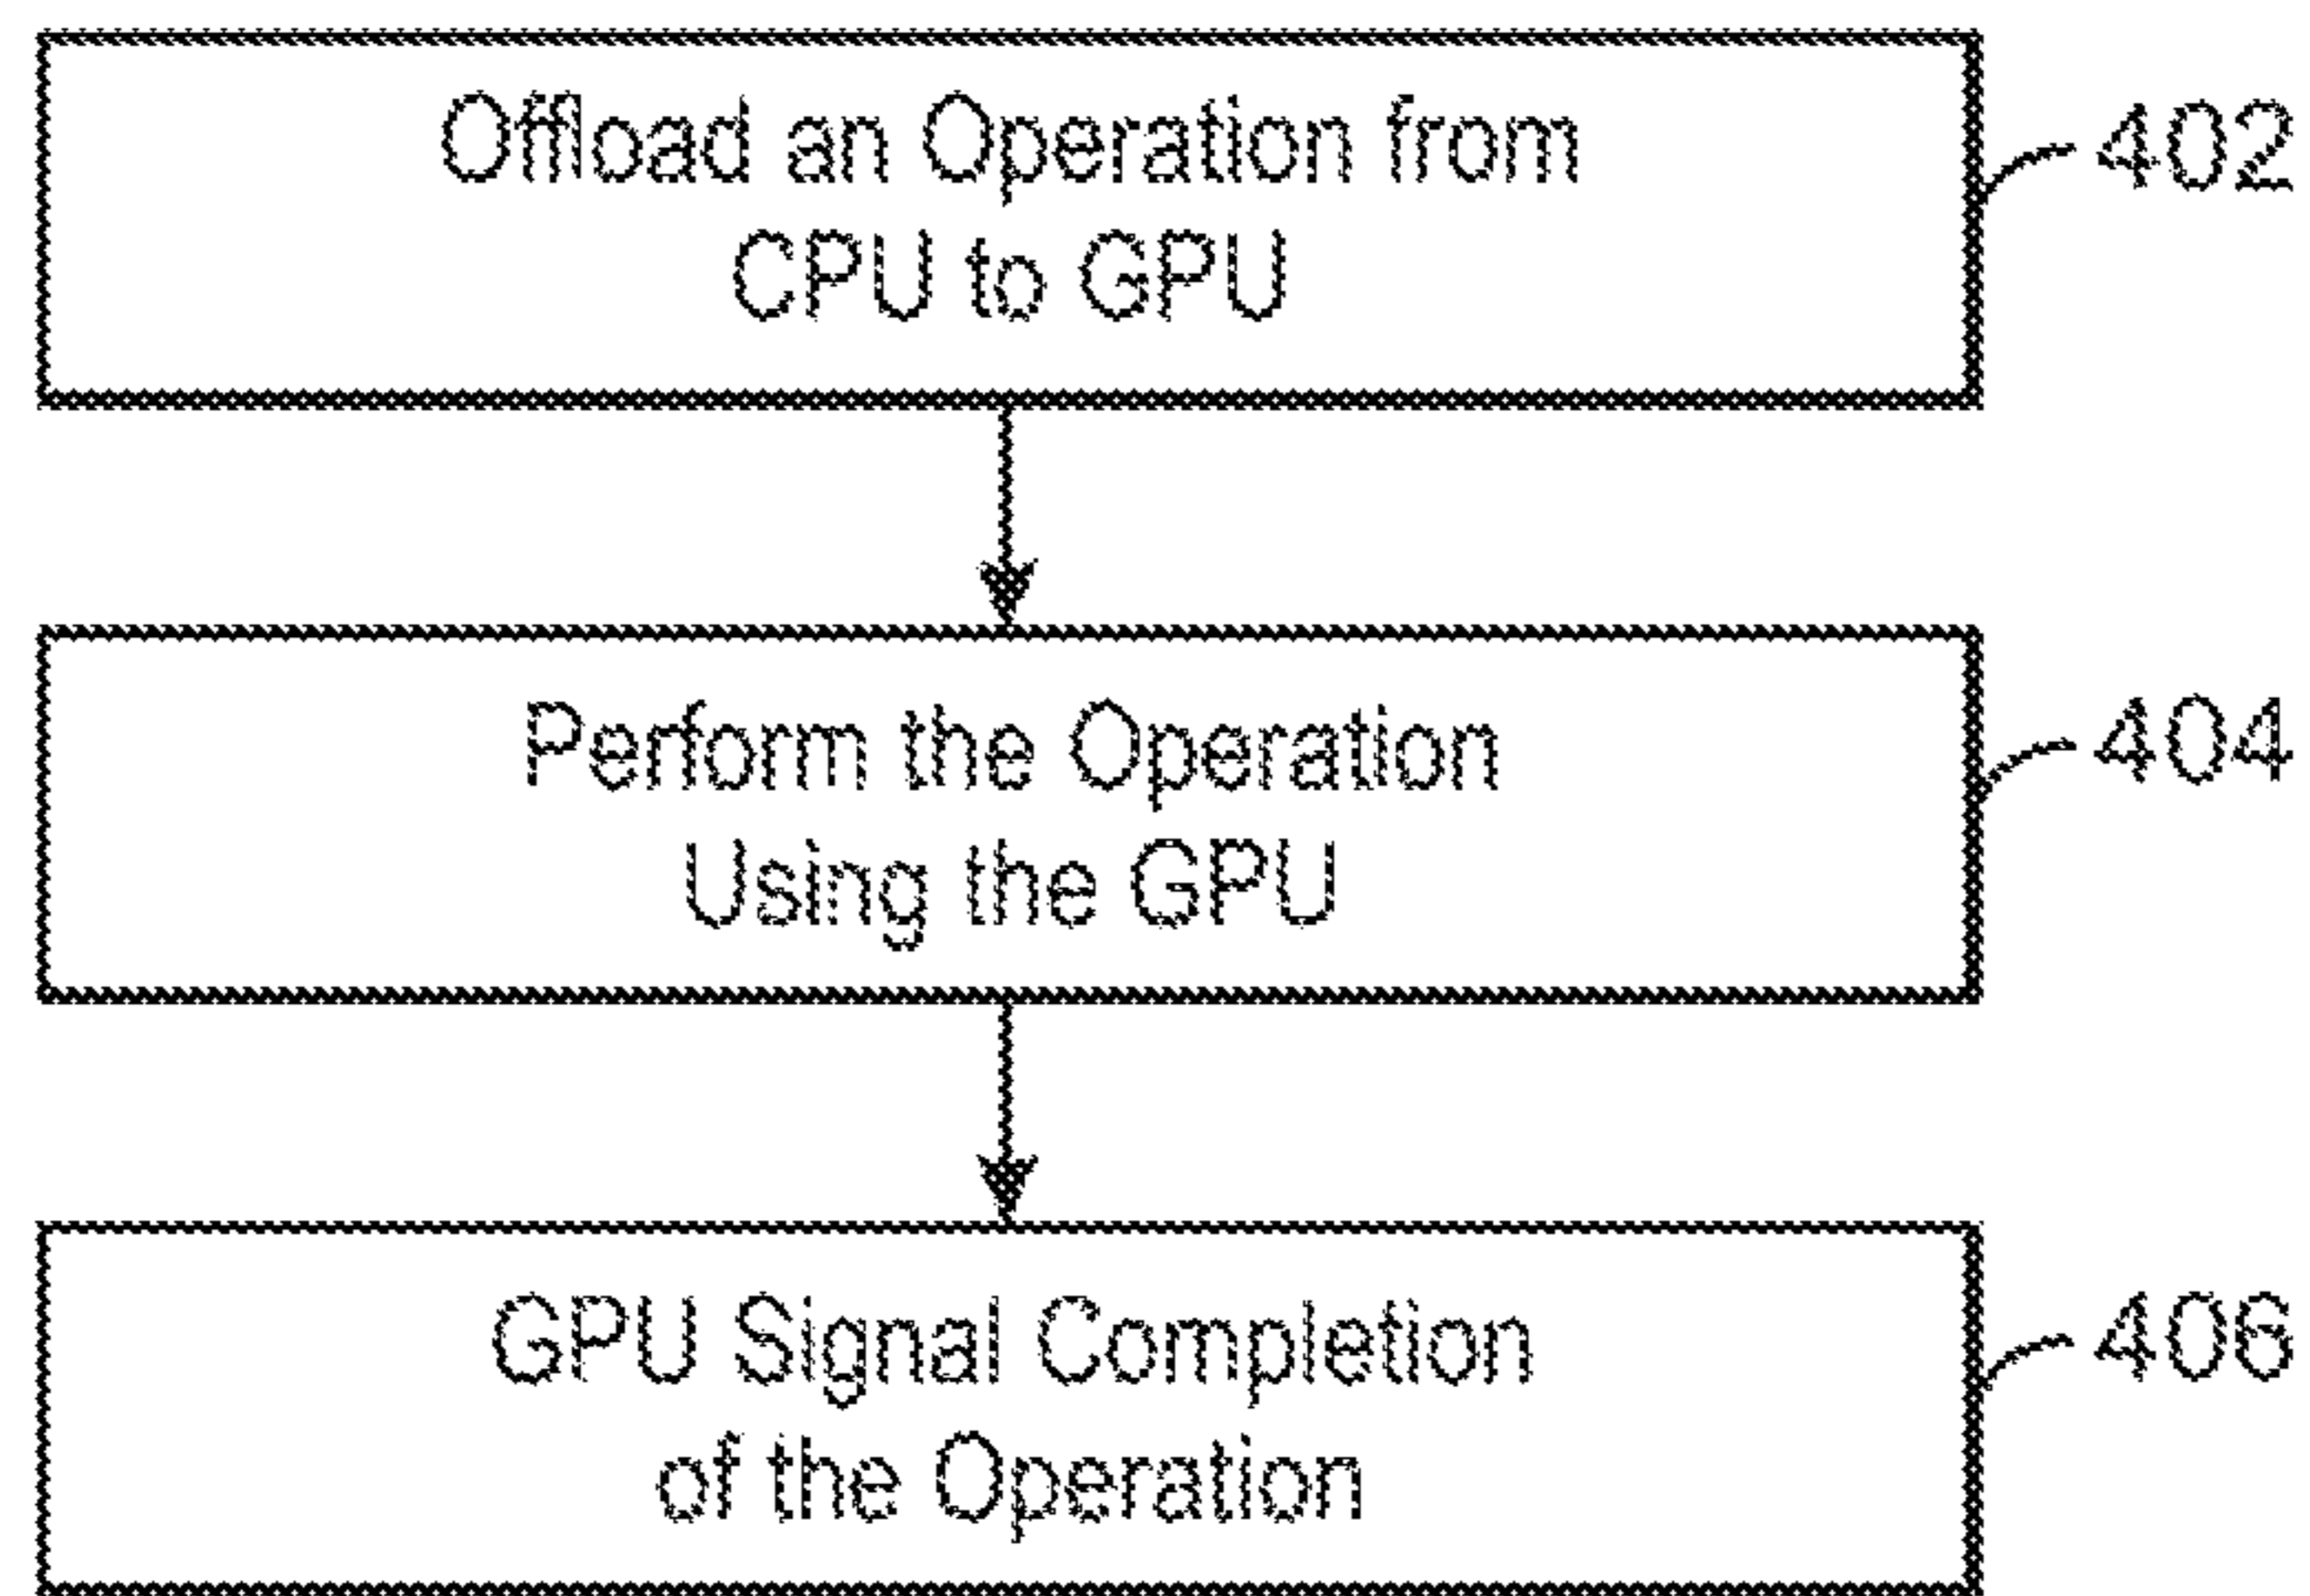 Offload an Operation from
CPU to GPU
402
Perform the Operation
Using the GPU
404
GPU Signal Completion
of the Operation
406